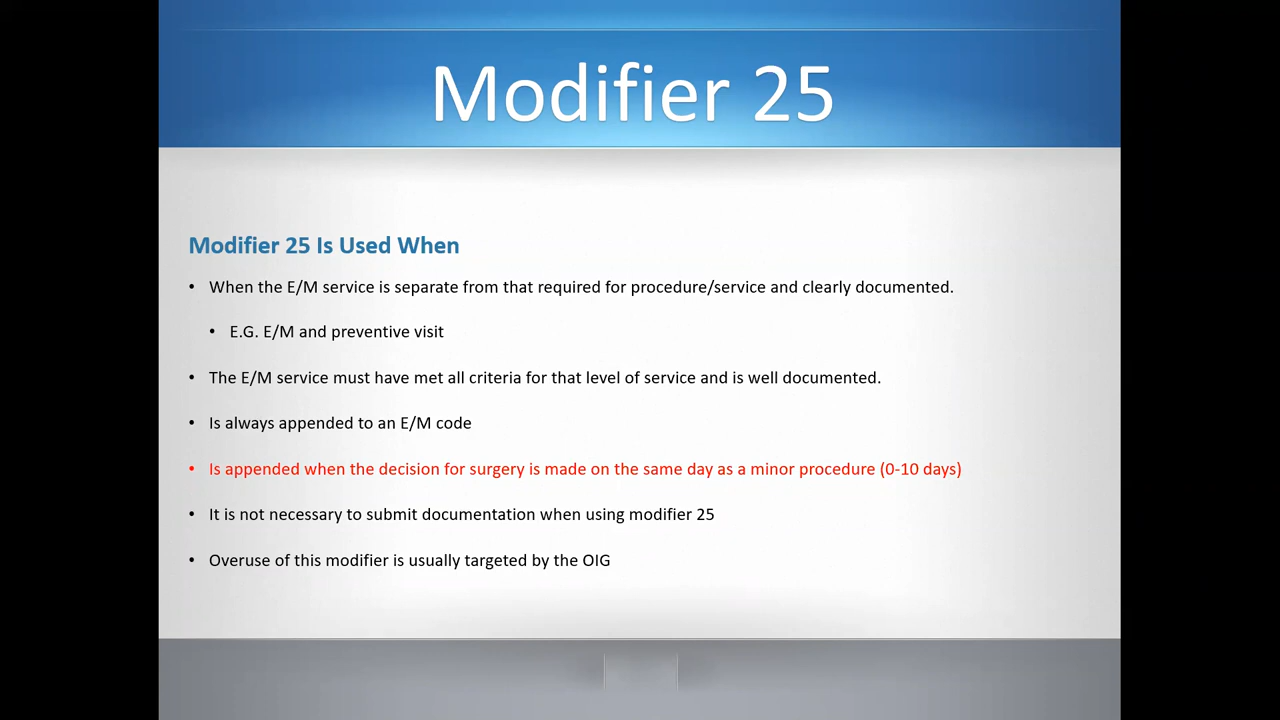 Modifier 25
Modifier 25 Is Used When
• When the E/M service is separate from that required for procedure/service and clearly documented.
• E.G. E/M and preventive visit
• The E/M service must have met all criteria for that level of service and is well documented.
• Is always appended to an E/M code
• Is appended when the decision for surgery is made on the same day as a minor procedure (0-10 days)
• It is not necessary to submit documentation when using modifier 25
• Overuse of this modifier is usually targeted by the OIG